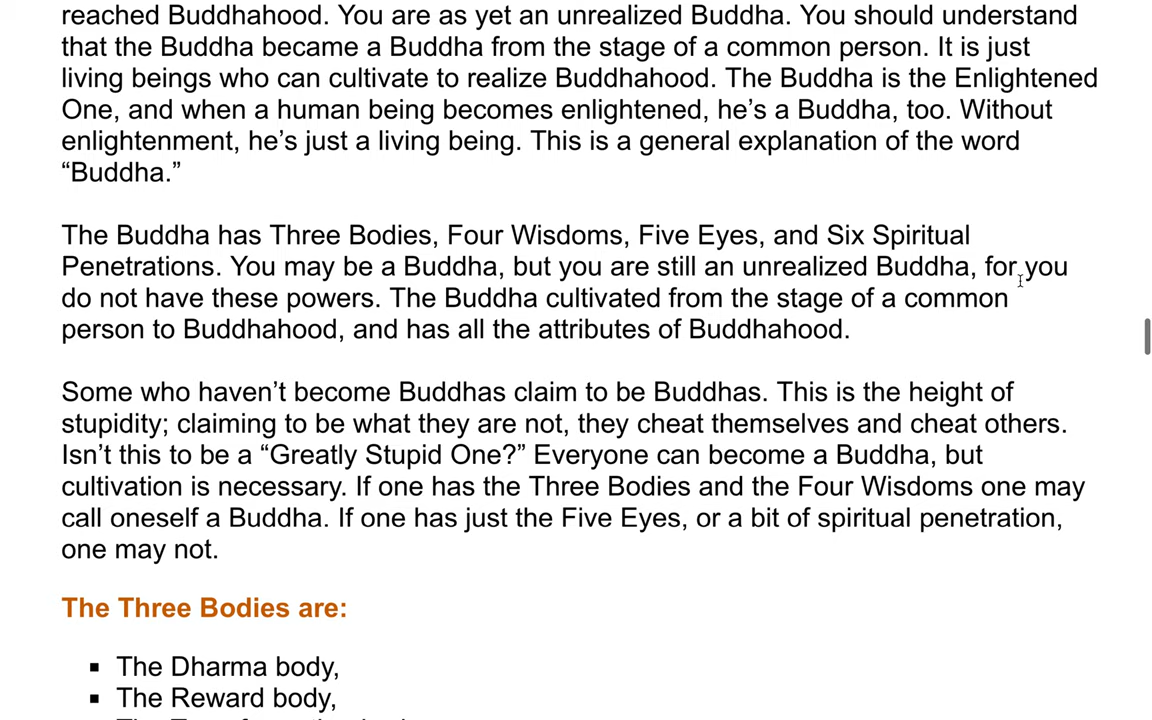 reached Buddhahood. You are as yet an unrealized Buddha. You should understand
that the Buddha became a Buddha from the stage of a common person. It is just
living beings who can cultivate to realize Buddhahood. The Buddha is the Enlightened
One, and when a human being becomes enlightened, he’s a Buddha, too. Without
enlightenment, he’s just a living being. This is a general explanation of the word
“Buddha.”
The Buddha has Three Bodies, Four Wisdoms, Five Eyes, and Six Spiritual
Penetrations. You may be a Buddha, but you are still an unrealized Buddha, for you
do not have these powers. The Buddha cultivated from the stage of a common
person to Buddhahood, and has all the attributes of Buddhahood.
Some who haven’t become Buddhas claim to be Buddhas. This is the height of
stupidity; claiming to be what they are not, they cheat themselves and cheat others.
Isn’t this to be a “Greatly Stupid One?” Everyone can become a Buddha, but
cultivation is necessary. If one has the Three Bodies and the Four Wisdoms one may
call oneself a Buddha. If one has just the Five Eyes, or a bit of spiritual penetration,
one may not.
The Three Bodies are:
▪ The Dharma body,
▪ The Reward body,